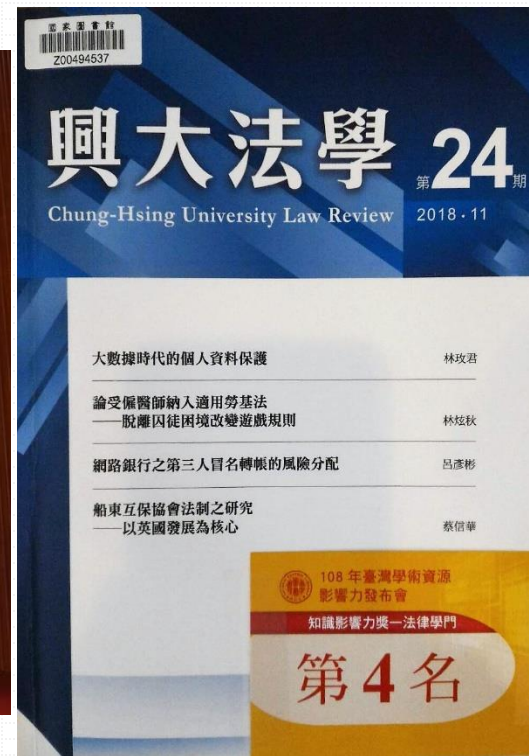 國家圖書館
Z00494537
興大法學 第24期
Chung-Hsing University Law Review 2018.11
大數據時代的個人資料保護 林玫君
論受僱醫師納入適用勞基法
——脫離囚徒困境改變遊戲規則 林炫秋
網路銀行之第三人冒名轉帳的風險分配 呂彥彬
船東互保協會法制之研究
——以英國發展為核心 蔡信華
108年臺灣學術資源
影響力發布會
知識影響力獎—法律學門
第4名